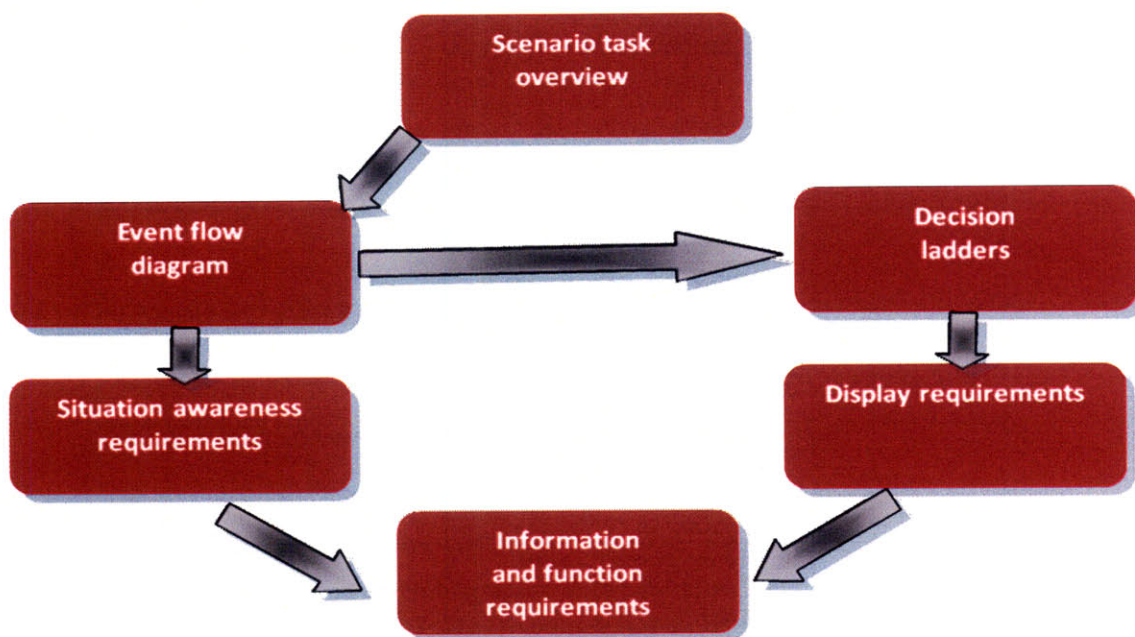 Scenario task
overview
Event flow
diagram
Decision
ladders
Situation awareness
requirements
Display requirements
Information
and function
requirements